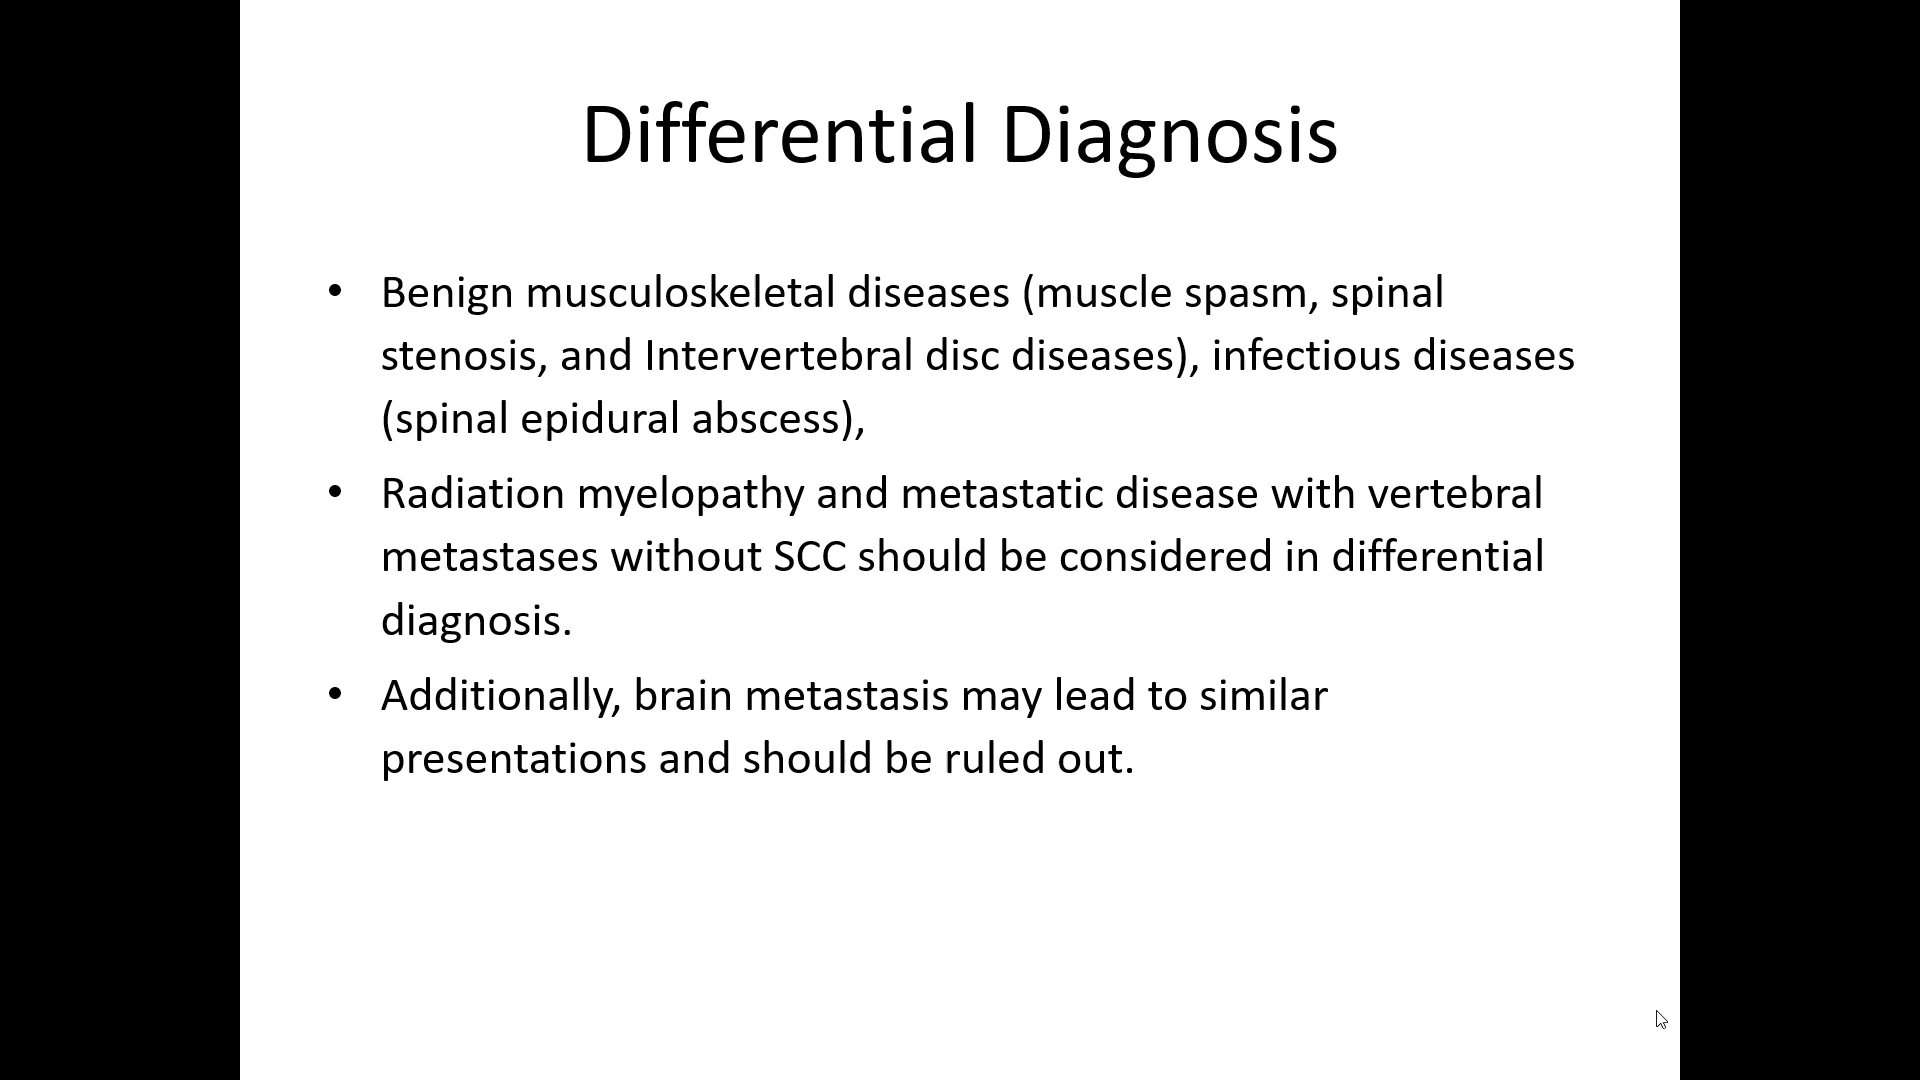 Differential Diagnosis
• Benign musculoskeletal diseases (muscle spasm, spinal
stenosis, and Intervertebral disc diseases), infectious diseases
(spinal epidural abscess),
• Radiation myelopathy and metastatic disease with vertebral
metastases without SCC should be considered in differential
diagnosis.
• Additionally, brain metastasis may lead to similar
presentations and should be ruled out.